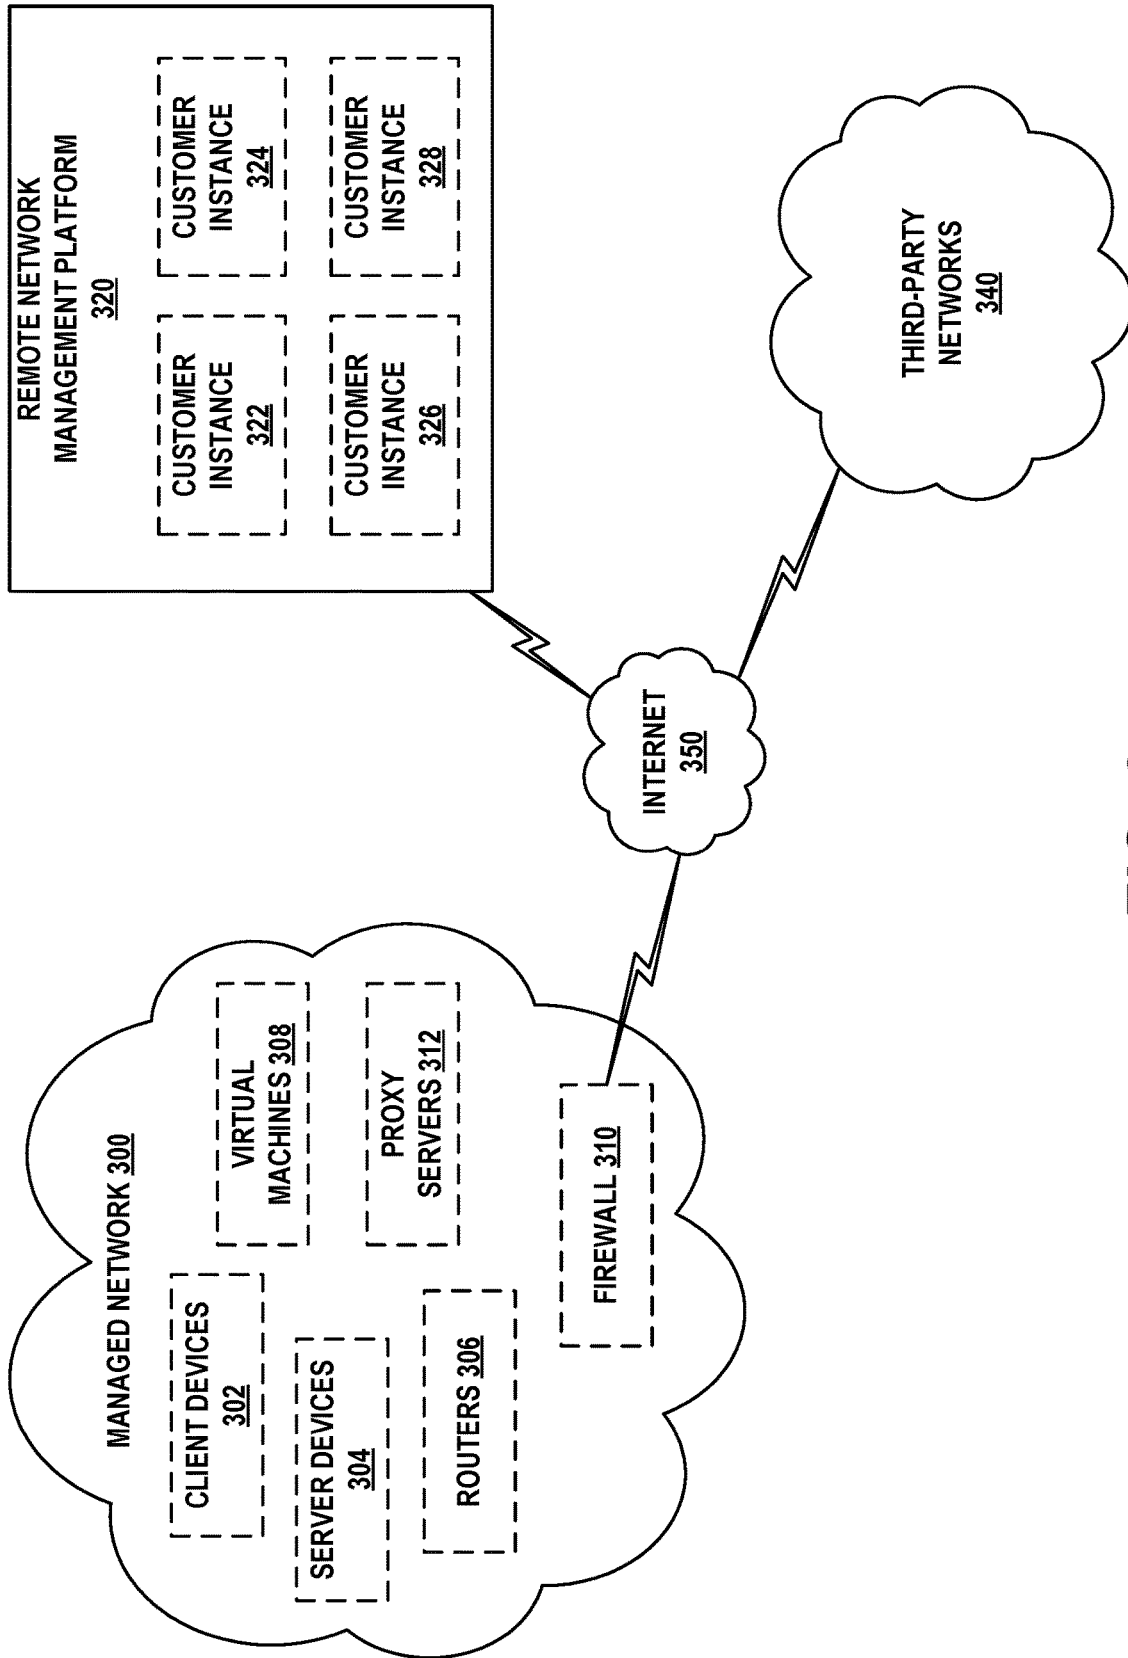 MANAGED NETWORK 300
CLIENT DEVICES
302
SERVER DEVICES
304
ROUTERS 306
VIRTUAL
MACHINES 308
PROXY
SERVERS 312
FIREWALL 310
INTERNET
350
REMOTE NETWORK
MANAGEMENT PLATFORM
320
CUSTOMER
INSTANCE
322
CUSTOMER
INSTANCE
324
CUSTOMER
INSTANCE
326
CUSTOMER
INSTANCE
328
THIRD-PARTY
NETWORKS
340